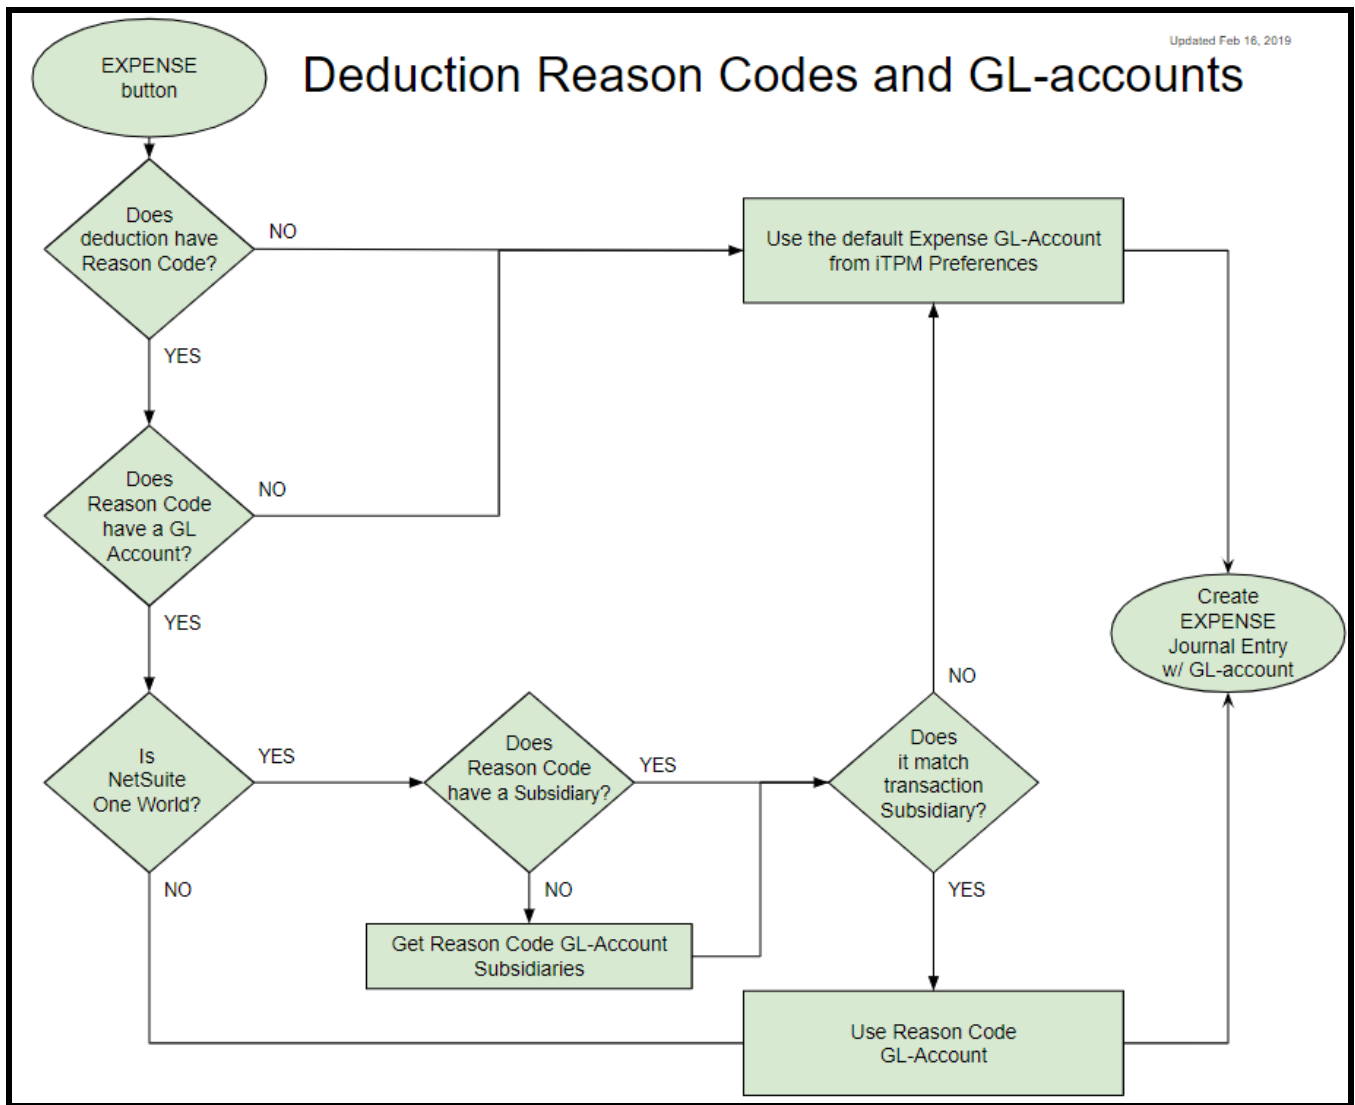 Updated Feb 16, 2019
Deduction Reason Codes and GL-accounts
EXPENSE
button
Does
deduction have
Reason Code?
NO
YES
Use the default Expense GL-Account
from iTPM Preferences
Does
Reason Code
have a GL
Account?
NO
YES
Is
NetSuite
One World?
YES
NO
Does
Reason Code
have a Subsidiary?
YES
NO
Get Reason Code GL-Account
Subsidiaries
Does
it match
transaction
Subsidiary?
NO
YES
Use Reason Code
GL-Account
Create
EXPENSE
Journal Entry
w/ GL-account